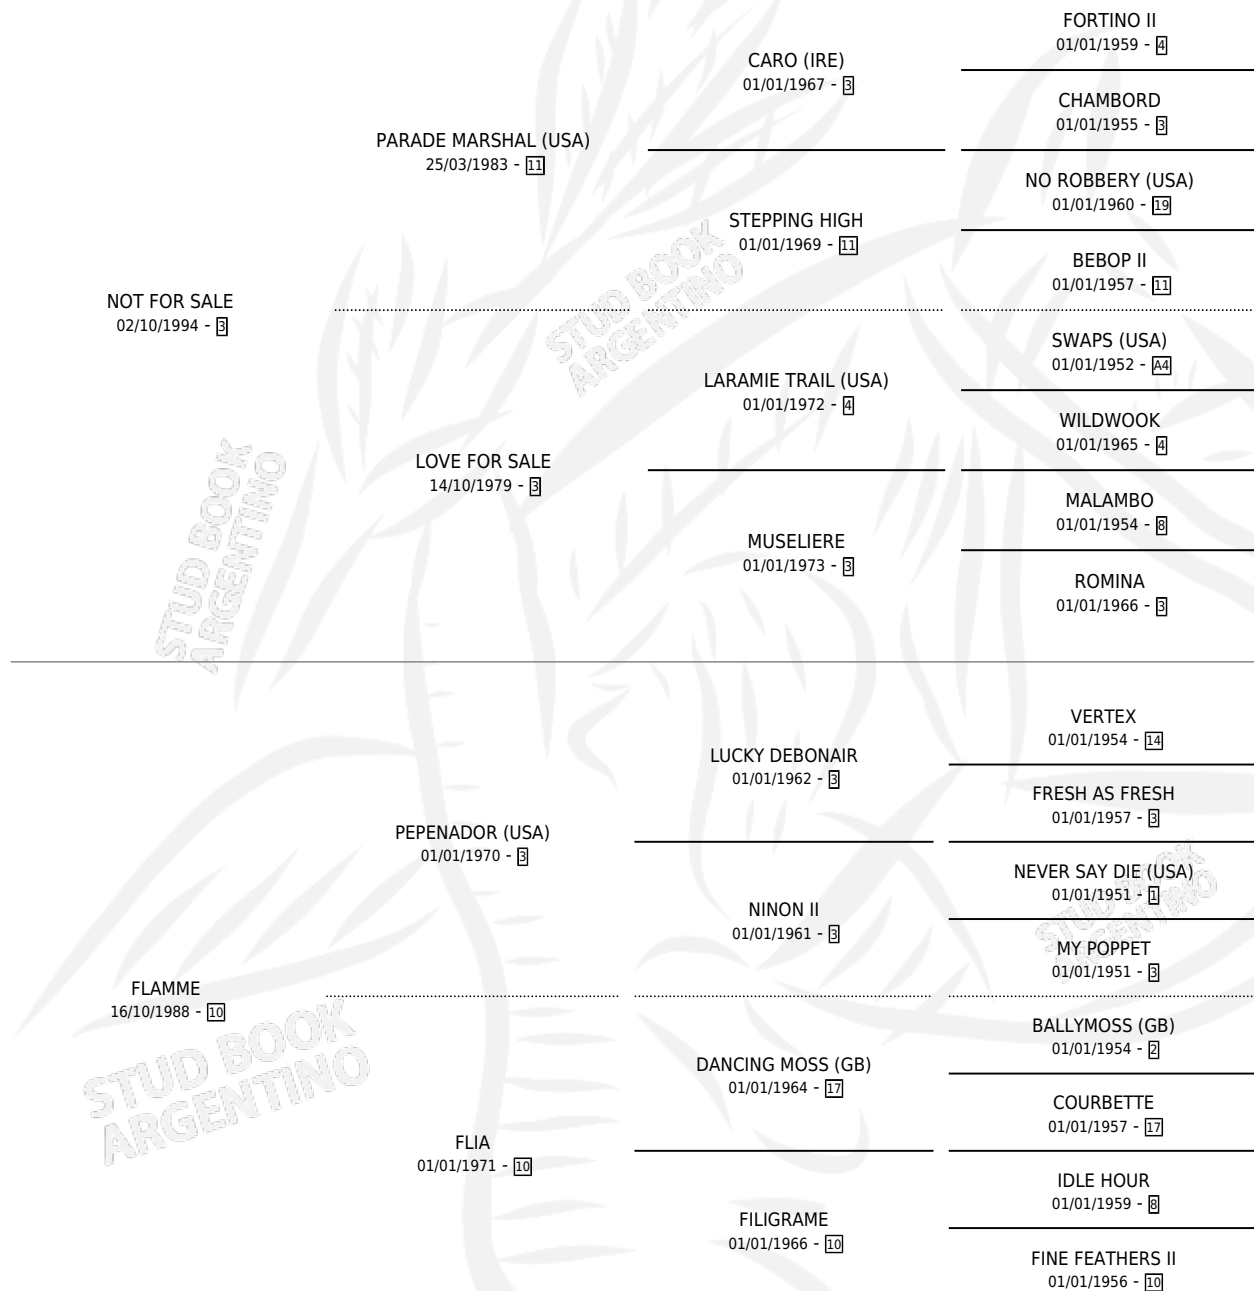 FORTINO II
01/01/1959 - 4
CARO (IRE)
01/01/1967 - 3
CHAMBORD
01/01/1955 - 3
PARADE MARSHAL (USA)
25/03/1983 - 11
NO ROBBERY (USA)
01/01/1960 - 19
STEPPING HIGH
01/01/1969 - 11
BEBOP II
01/01/1957 - 11
NOT FOR SALE
02/10/1994 - 3
STUD BOOK
ARGENTINO
SWAPS (USA)
01/01/1952 - A4
LARAMIE TRAIL (USA)
01/01/1972 - 4
WILDWOOK
01/01/1965 - 4
LOVE FOR SALE
14/10/1979 - 3
MALAMBO
01/01/1954 - 8
MUSELIERE
01/01/1973 - 3
ROMINA
01/01/1966 - 3
STUD BOOK
ARGENTINO
VERTEX
01/01/1954 - 14
LUCKY DEBONAIR
01/01/1962 - 3
FRESH AS FRESH
01/01/1957 - 3
PEPENADOR (USA)
01/01/1970 - 3
NEVER SAY DIE (USA)
01/01/1951 - 1
NINON II
01/01/1961 - 3
STUD BOOK
ARGENTINO
MY POPPET
01/01/1951 - 3
FLAMME
16/10/1988 - 10
BALLYMOSS (GB)
01/01/1954 - 2
DANCING MOSS (GB)
01/01/1964 - 17
STUD BOOK
ARGENTINO
COURBETTE
01/01/1957 - 17
FLIA
01/01/1971 - 10
IDLE HOUR
01/01/1959 - 8
FILIGRAME
01/01/1966 - 10
FINE FEATHERS II
01/01/1956 - 10